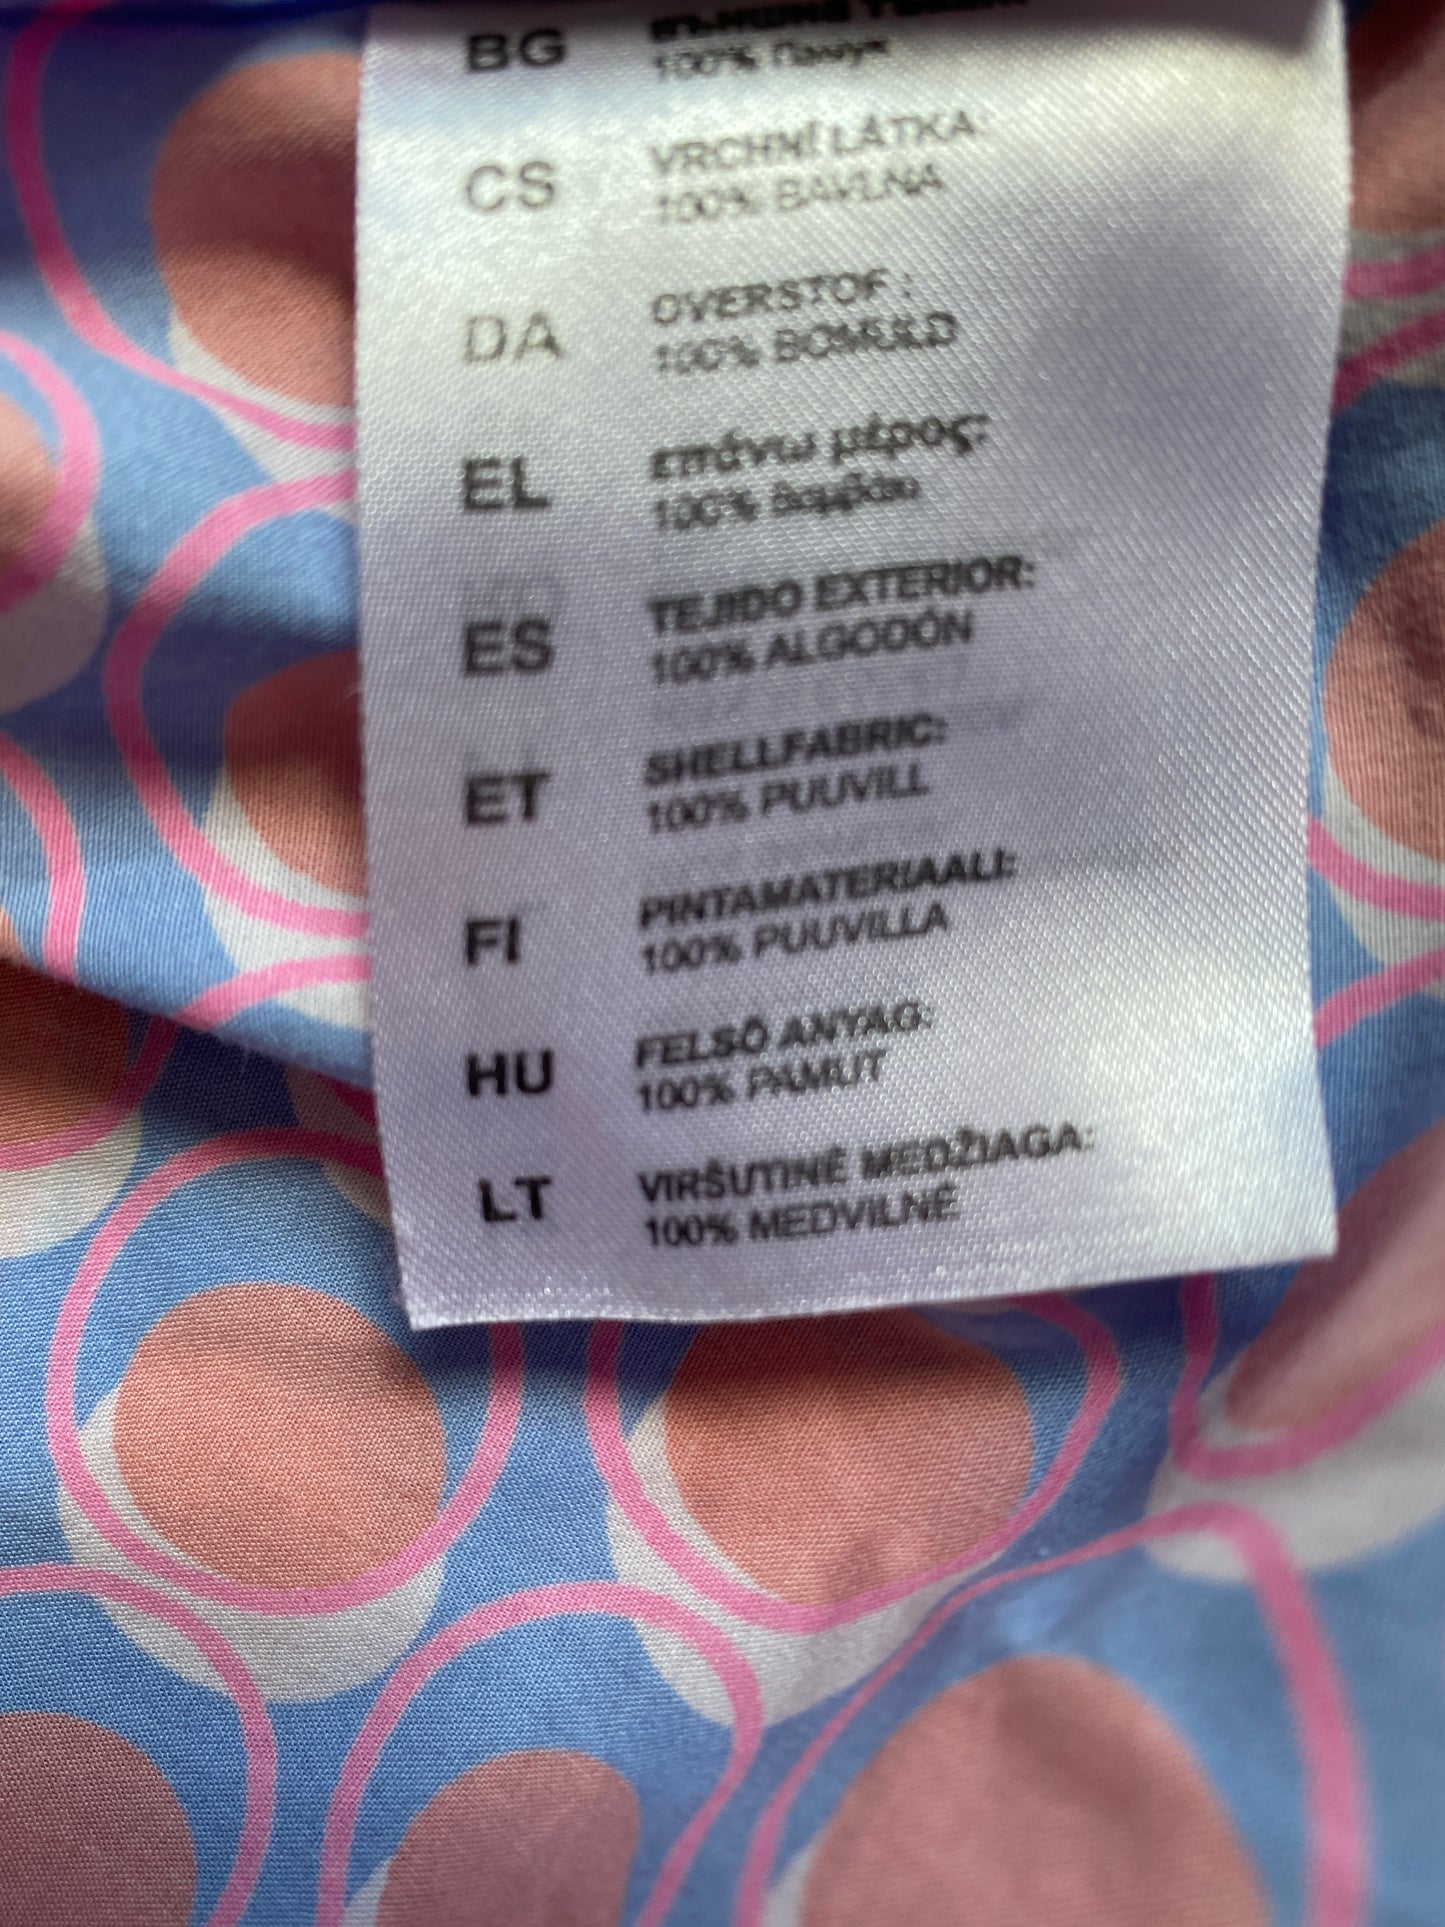 BG
100% Памук
CS VRCHNÍ LÁTKA:
100% BAVLNA
DA OVERSTOF :
100% BOMULD
EL επάνω μέρος:
100% βαμβάκι
ES TEJIDO EXTERIOR:
100% ALGODÓN
ET SHELLFABRIC:
100% PUUVILL
FI PINTAMATERIAALI:
100% PUUVILLA
HU FELSŐ ANYAG:
100% PAMUT
LT VIRŠUTINĖ MEDŽIAGA:
100% MEDVILNĖ